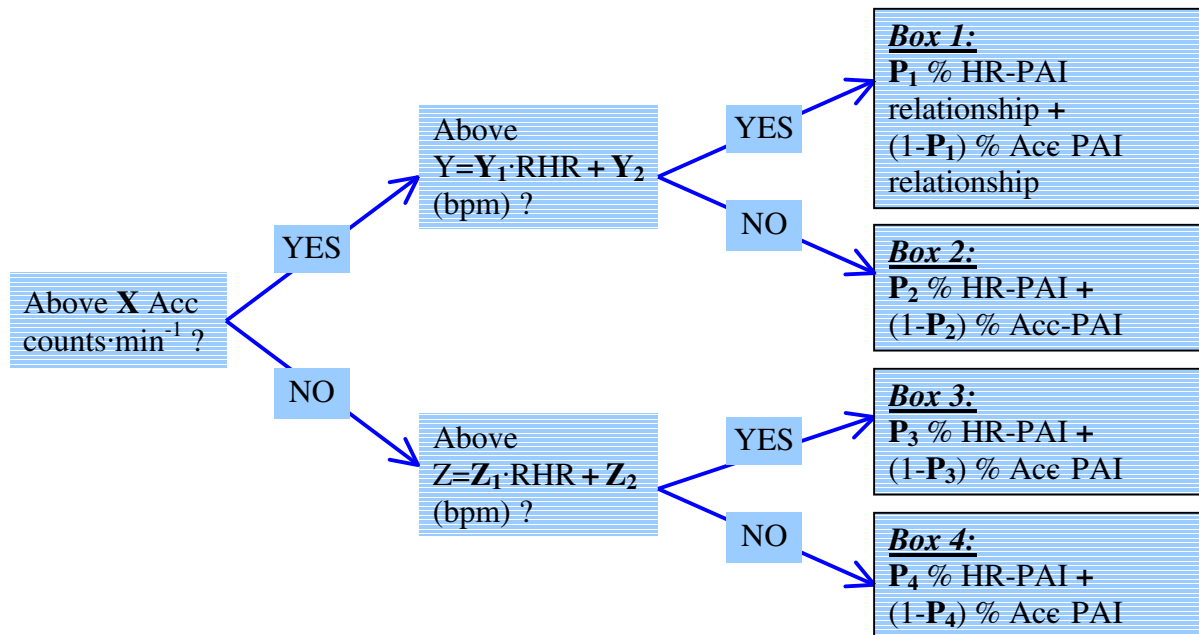 Above X Acc
counts·min⁻¹ ?
YES
NO
Above
Y=Y₁·RHR + Y₂
(bpm) ?
Above
Z=Z₁·RHR + Z₂
(bpm) ?
YES
NO
YES
NO
Box 1:
P₁ % HR-PAI
relationship +
(1-P₁) % Acc PAI
relationship
Box 2:
P₂ % HR-PAI +
(1-P₂) % Acc-PAI
Box 3:
P₃ % HR-PAI +
(1-P₃) % Acc PAI
Box 4:
P₄ % HR-PAI +
(1-P₄) % Acc PAI